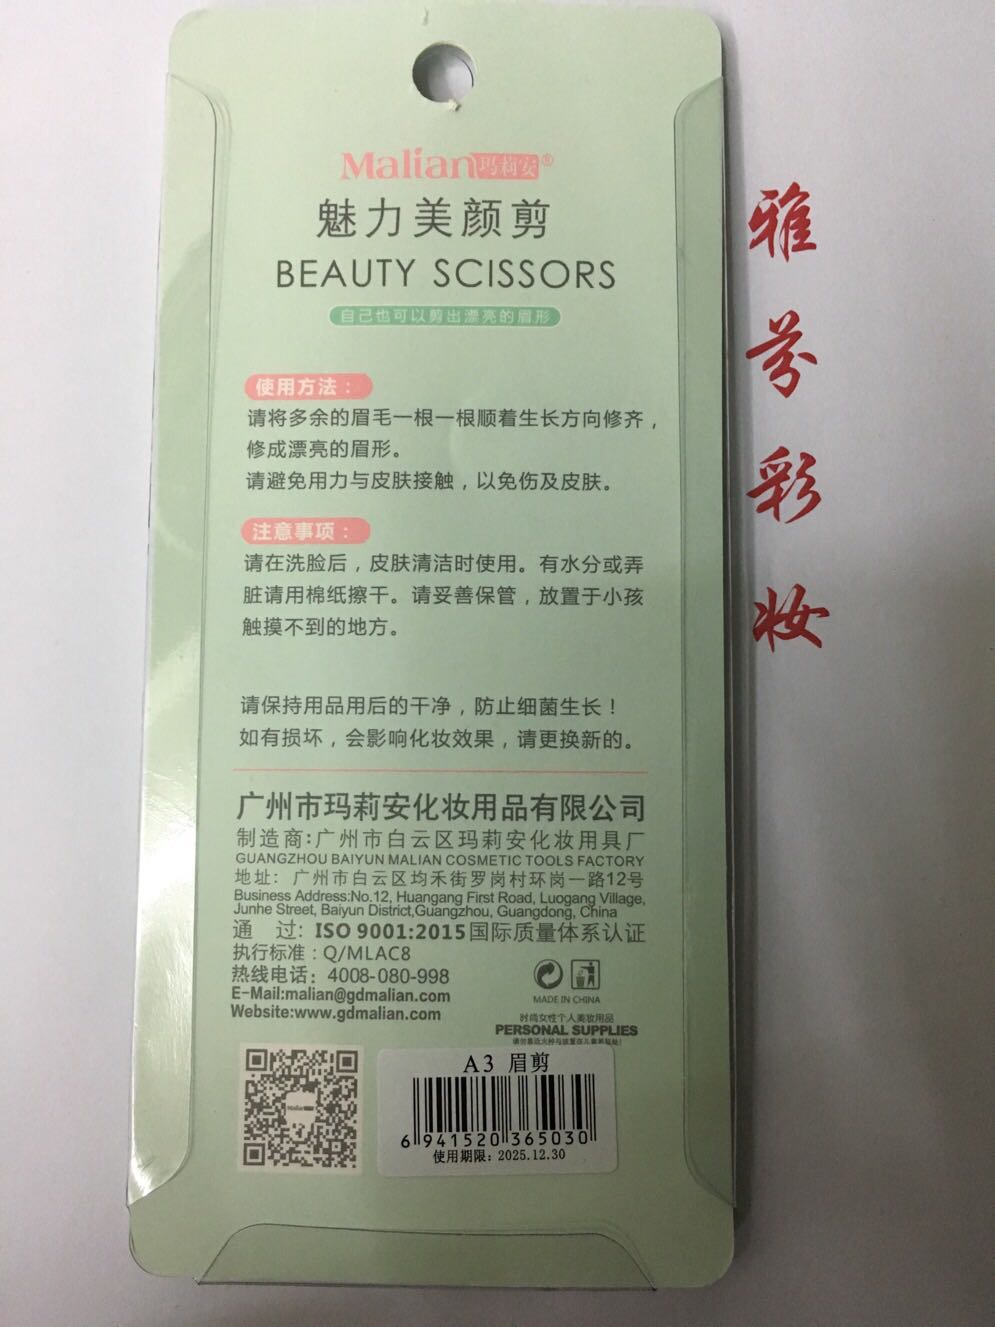 Malian玛莉安®
魅力美颜剪
BEAUTY SCISSORS
自己也可以剪出漂亮的眉形
使用方法：
请将多余的眉毛一根一根顺着生长方向修齐，
修成漂亮的眉形。
请避免用力与皮肤接触，以免伤及皮肤。
注意事项：
请在洗脸后，皮肤清洁时使用。有水分或弄
脏请用棉纸擦干。请妥善保管，放置于小孩
触摸不到的地方。
请保持用品用后的干净，防止细菌生长！
如有损坏，会影响化妆效果，请更换新的。
广州市玛莉安化妆用品有限公司
制造商：广州市白云区玛莉安化妆用具厂
GUANGZHOU BAIYUN MALIAN COSMETIC TOOLS FACTORY
地址：广州市白云区均禾街罗岗村环岗一路12号
Business Address:No.12, Huangang First Road, Luogang Village,
Junhe Street, Baiyun District,Guangzhou, Guangdong, China
通 过：ISO 9001:2015国际质量体系认证
执行标准：Q/MLAC8
热线电话：4008-080-998
E-Mail:malian@gdmalian.com
Website:www.gdmalian.com
MADE IN CHINA
时尚女性个人美妆用品
PERSONAL SUPPLIES
A3 眉剪
6 941520 365030
使用期限：2025.12.30
雅芬彩妆